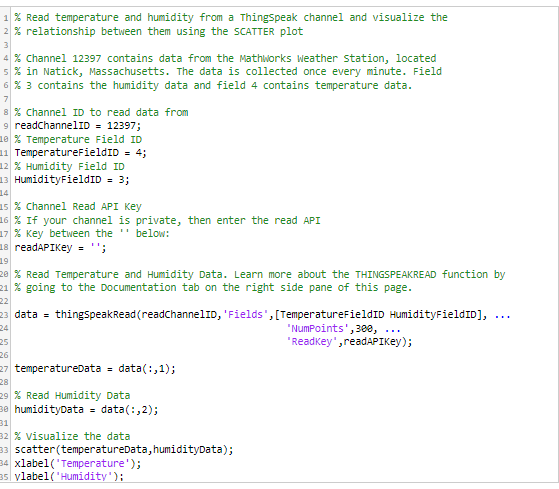 1 % Read temperature and humidity from a ThingSpeak channel and visualize the
2 % relationship between them using the SCATTER plot
3
4 % Channel 12397 contains data from the MathWorks Weather Station, located
5 % in Natick, Massachusetts. The data is collected once every minute. Field
6 % 3 contains the humidity data and field 4 contains temperature data.
7
8 % Channel ID to read data from
9 readChannelID = 12397;
10 % Temperature Field ID
11 TemperatureFieldID = 4;
12 % Humidity Field ID
13 HumidityFieldID = 3;
14
15 % Channel Read API Key
16 % If your channel is private, then enter the read API
17 % Key between the '' below:
18 readAPIKey = '';
19
20 % Read Temperature and Humidity Data. Learn more about the THINGSPEAKREAD function by
21 % going to the Documentation tab on the right side pane of this page.
22
23 data = thingSpeakRead(readChannelID,'Fields',[TemperatureFieldID HumidityFieldID], ...
24 'NumPoints',300, ...
25 'ReadKey',readAPIKey);
26
27 temperatureData = data(:,1);
28
29 % Read Humidity Data
30 humidityData = data(:,2);
31
32 % Visualize the data
33 scatter(temperatureData,humidityData);
34 xlabel('Temperature');
35 ylabel('Humidity');